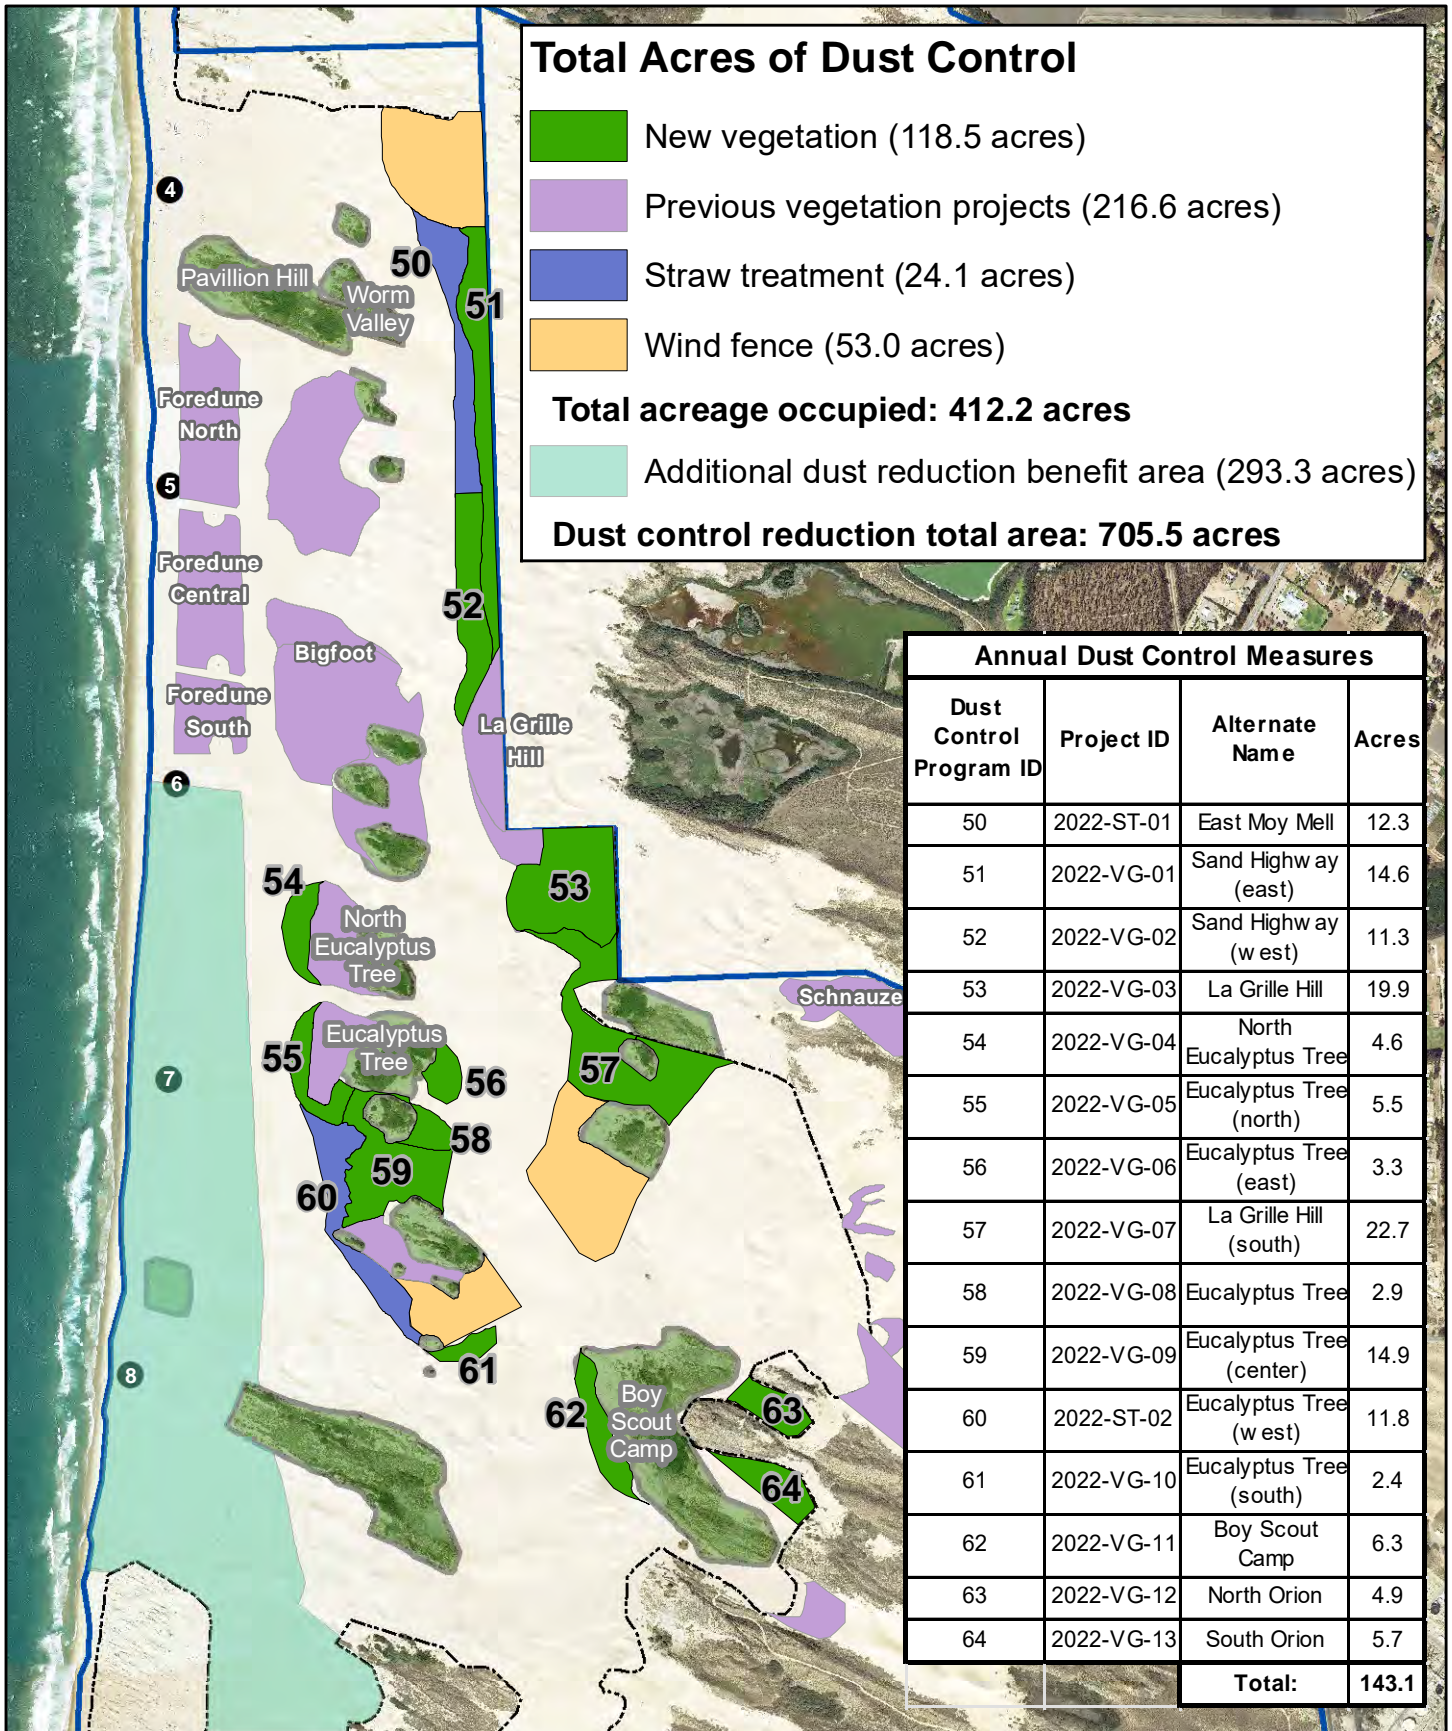 Total Acres of Dust Control
New vegetation (118.5 acres)
Previous vegetation projects (216.6 acres)
Straw treatment (24.1 acres)
Wind fence (53.0 acres)
Total acreage occupied: 412.2 acres
Additional dust reduction benefit area (293.3 acres)
Dust control reduction total area: 705.5 acres
4
Pavillion Hill
Worm
Valley
50
51
Foredune
North
5
Foredune
Central
52
Bigfoot
Foredune
South
La Grille
Hill
6
53
54
North
Eucalyptus
Tree
Schnauze
Eucalyptus
Tree
55
56
57
7
58
59
60
8
61
62
Boy
Scout
Camp
63
64
Annual Dust Control Measures
Dust
Control
Program ID
Project ID
Alternate
Name
Acres
50 2022-ST-01 East Moy Mell 12.3
51 2022-VG-01 Sand Highway
(east) 14.6
52 2022-VG-02 Sand Highway
(west) 11.3
53 2022-VG-03 La Grille Hill 19.9
54 2022-VG-04 North
Eucalyptus Tree 4.6
55 2022-VG-05 Eucalyptus Tree
(north) 5.5
56 2022-VG-06 Eucalyptus Tree
(east) 3.3
57 2022-VG-07 La Grille Hill
(south) 22.7
58 2022-VG-08 Eucalyptus Tree 2.9
59 2022-VG-09 Eucalyptus Tree
(center) 14.9
60 2022-ST-02 Eucalyptus Tree
(west) 11.8
61 2022-VG-10 Eucalyptus Tree
(south) 2.4
62 2022-VG-11 Boy Scout
Camp 6.3
63 2022-VG-12 North Orion 4.9
64 2022-VG-13 South Orion 5.7
Total: 143.1